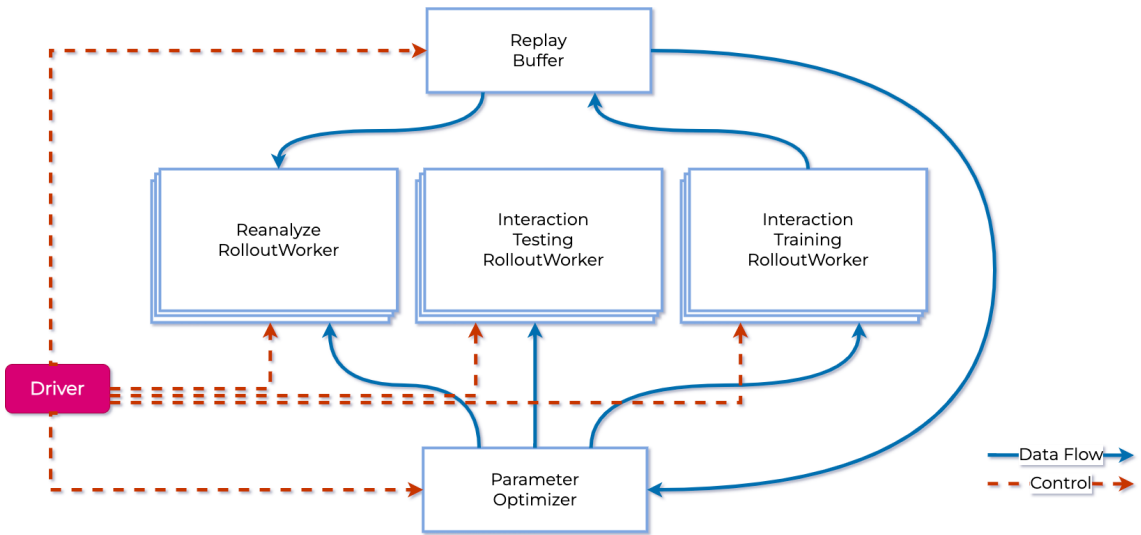 Replay
Buffer
Reanalyze
RolloutWorker
Interaction
Testing
RolloutWorker
Interaction
Training
RolloutWorker
Driver
Parameter
Optimizer
Data Flow
Control